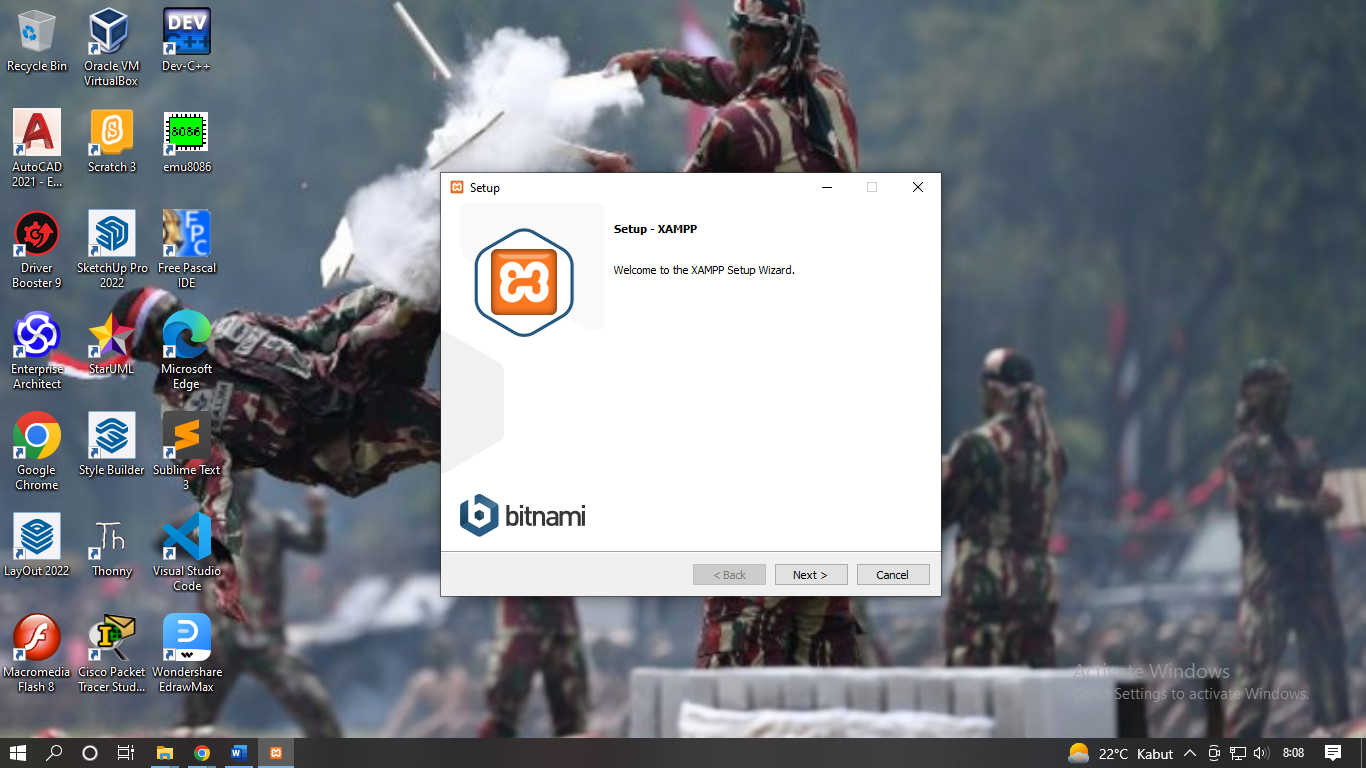 Recycle Bin
Oracle VM
VirtualBox
DEV
C++
Dev-C++
AutoCAD
2021 - E...
Scratch 3
8086
emu8086
Driver
Booster 9
SketchUp Pro
2022
FPC
Free Pascal
IDE
Enterprise
Architect
StarUML
Microsoft
Edge
Google
Chrome
Style Builder
Sublime Text
3
LayOut 2022
Th
Thonny
Visual Studio
Code
Macromedia
Flash 8
Cisco Packet
Tracer Stud...
Wondershare
EdrawMax
Setup
Setup - XAMPP
Welcome to the XAMPP Setup Wizard.
bitnami
< Back
Next >
Cancel
Activate Windows
Go to Settings to activate Windows.
22°C Kabut
8:08